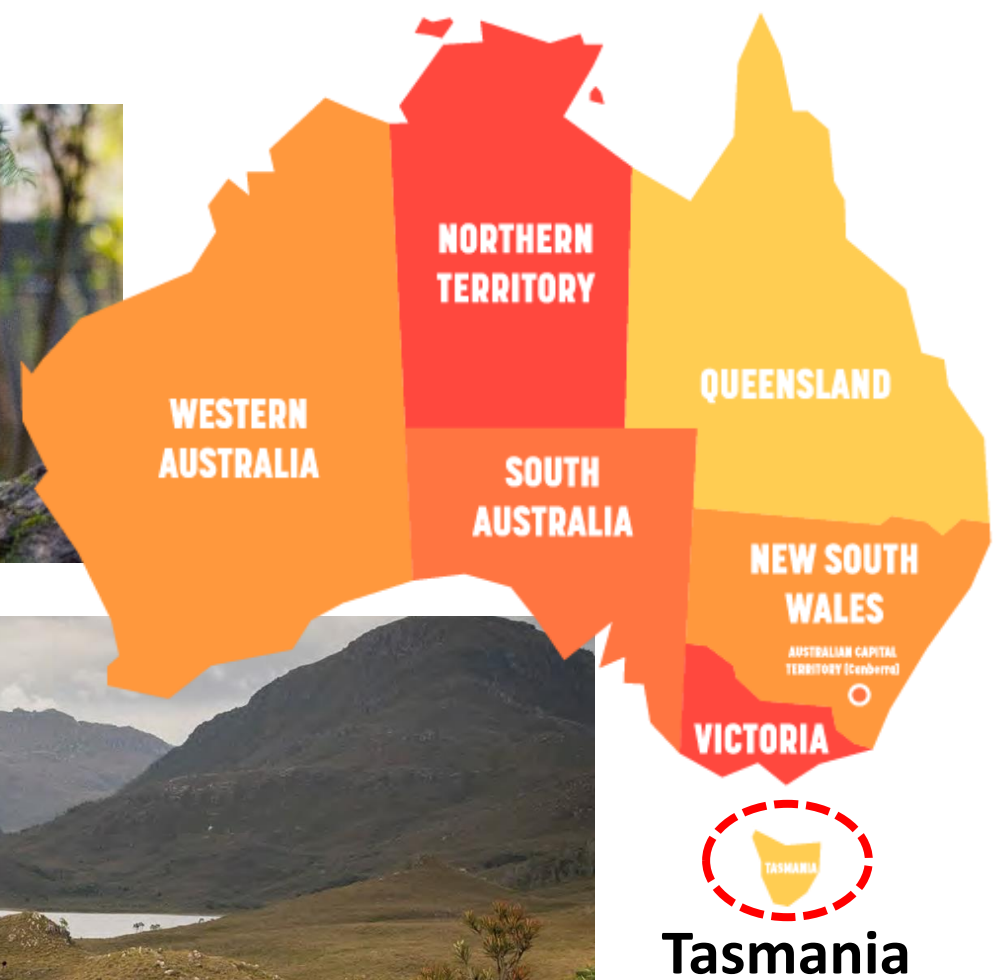 NORTHERN
TERRITORY
QUEENSLAND
WESTERN
AUSTRALIA
SOUTH
AUSTRALIA
NEW SOUTH
WALES
AUSTRALIAN CAPITAL
TERRITORY (Canberra)
VICTORIA
TASMANIA
Tasmania